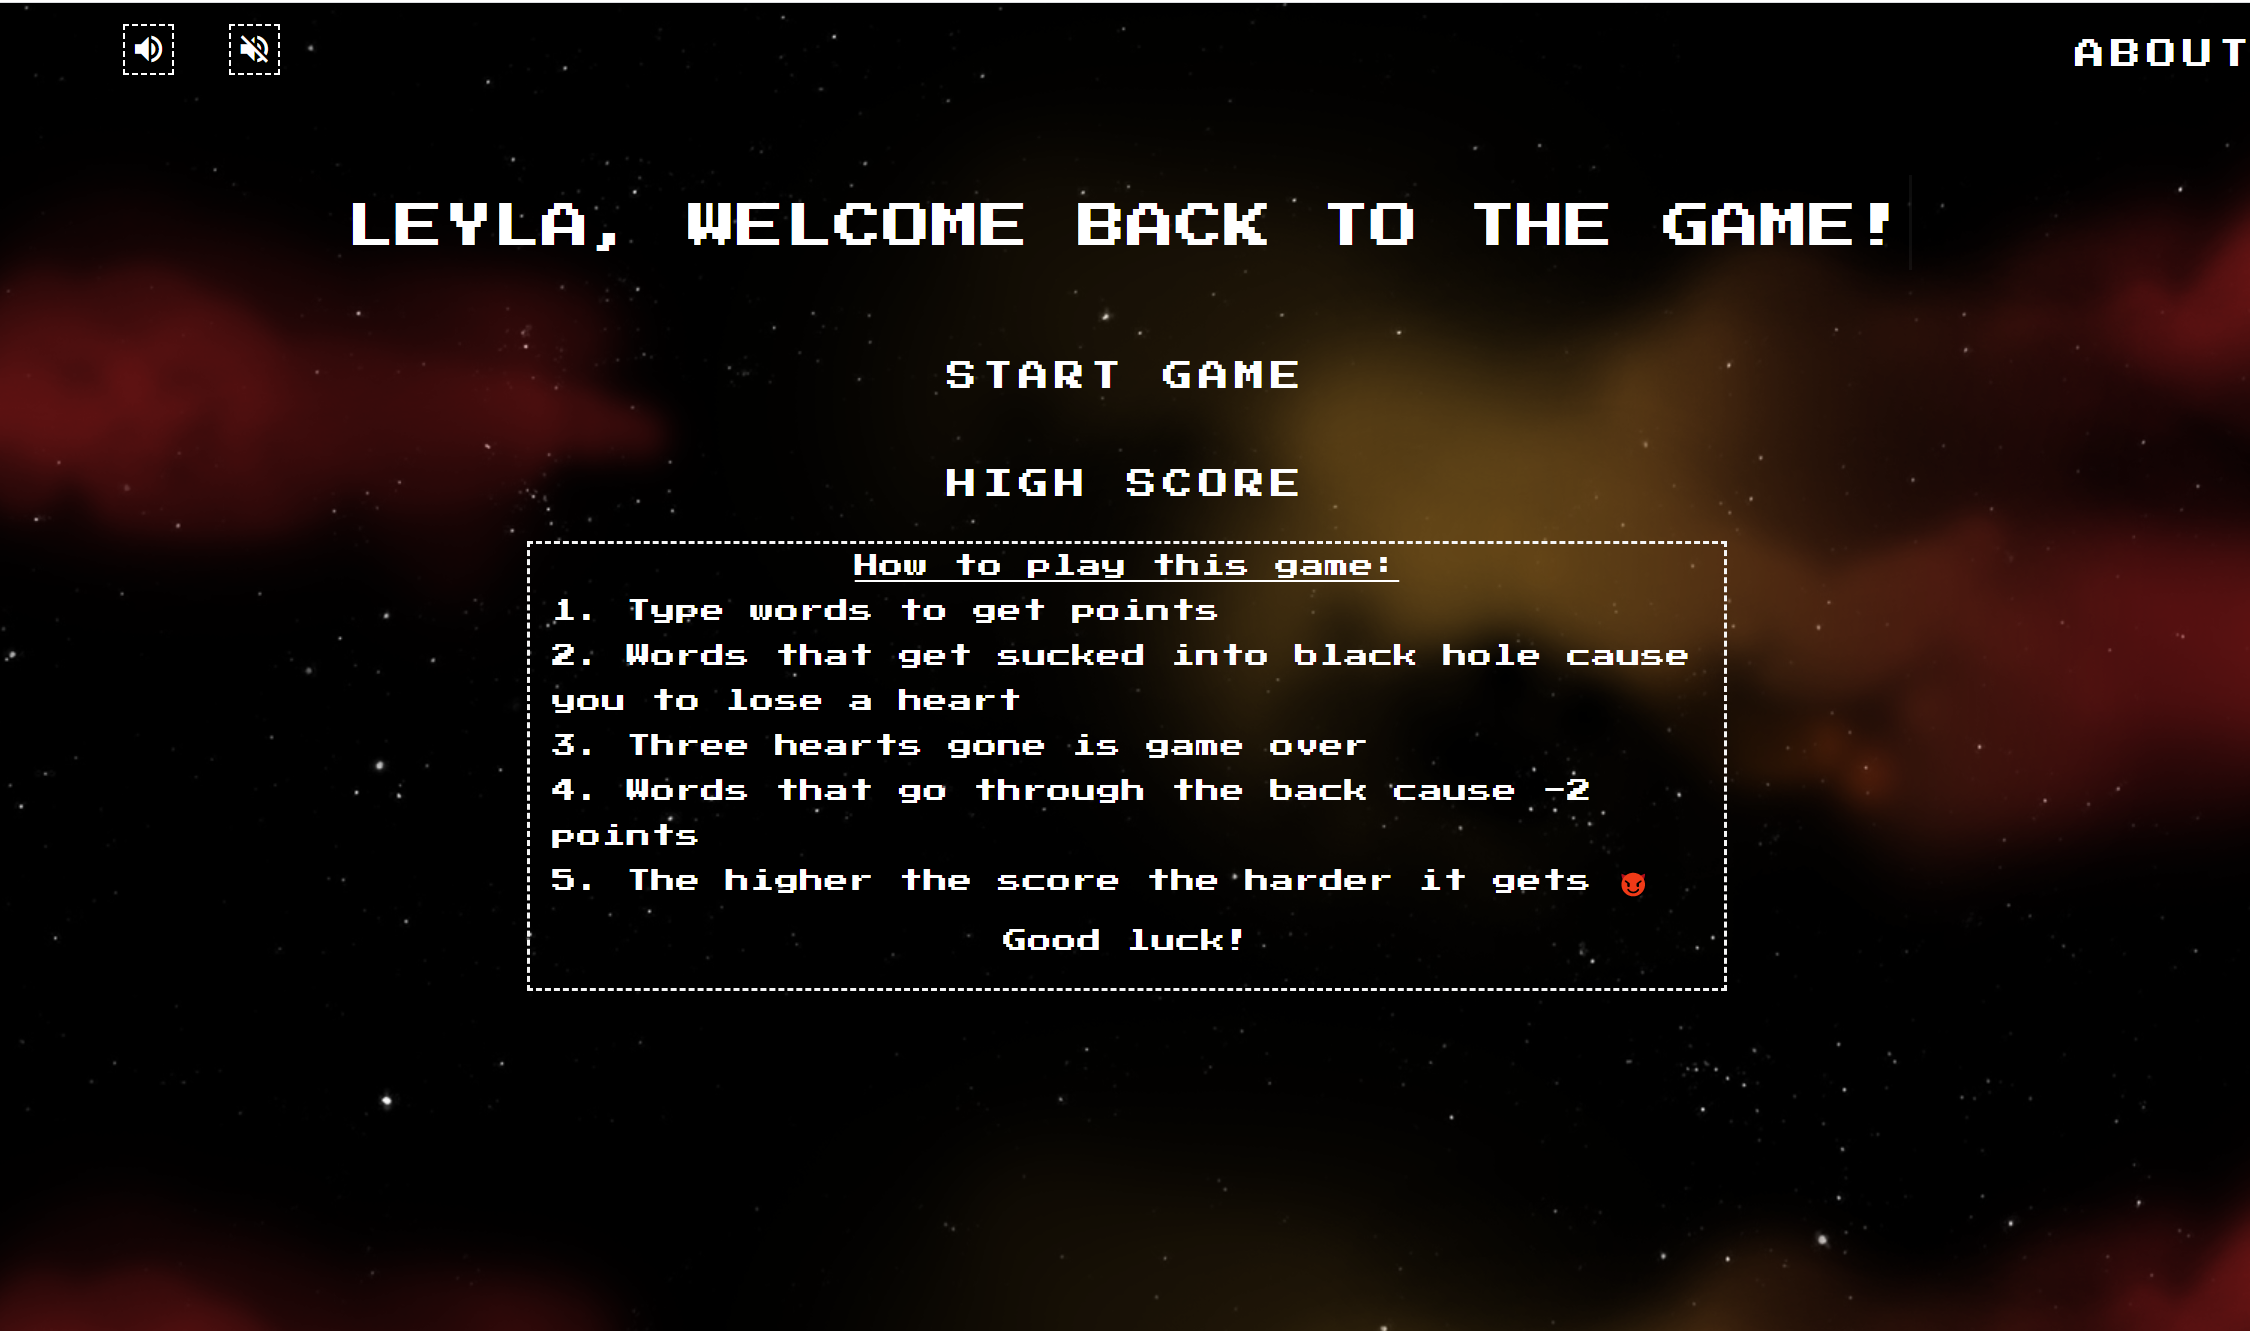 ABOUT
LEYLA, WELCOME BACK TO THE GAME!
START GAME
HIGH SCORE
How to play this game:
1. Type words to get points
2. Words that get sucked into black hole cause
you to lose a heart
3. Three hearts gone is game over
4. Words that go through the back cause -2
points
5. The higher the score the harder it gets 😈
Good luck!